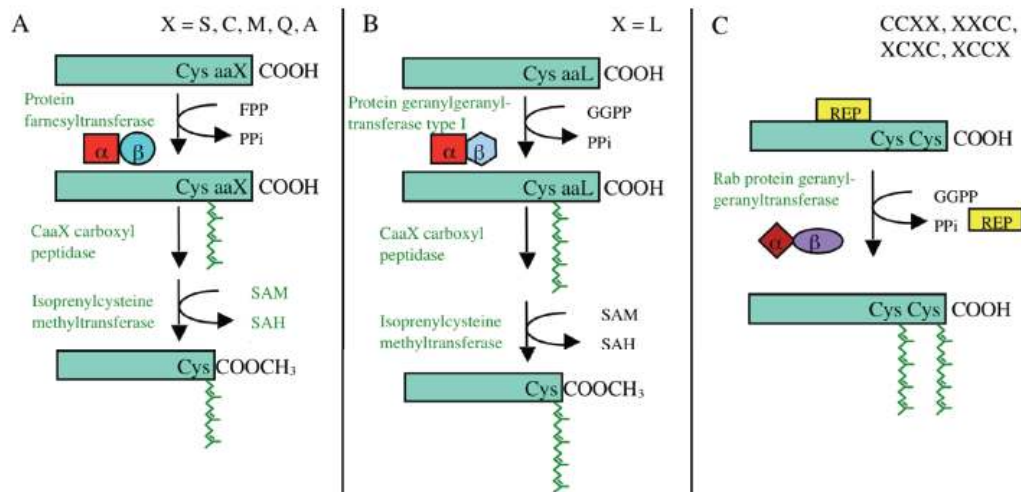 A
X = S, C, M, Q, A
Cys aaX COOH
Protein
farnesyltransferase
FPP
PPi
α β
Cys aaX COOH
CaaX carboxyl
peptidase
Isoprenylcysteine
methyltransferase
SAM
SAH
Cys COOCH₃
B
X = L
Cys aaL COOH
Protein geranylgeranyl-
transferase type I
GGPP
PPi
α β
Cys aaL COOH
CaaX carboxyl
peptidase
Isoprenylcysteine
methyltransferase
SAM
SAH
Cys COOCH₃
C
CCXX, XXCC,
XCXC, XCCX
REP
Cys Cys COOH
Rab protein geranyl-
geranyltransferase
GGPP
PPi REP
α β
Cys Cys COOH